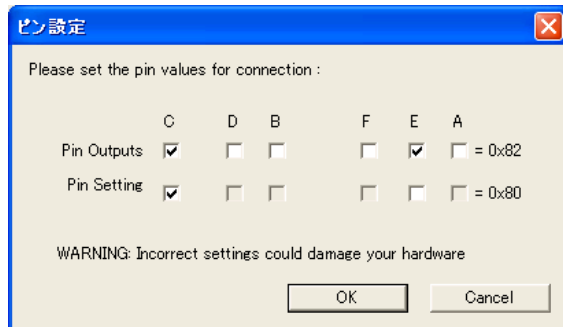 ピン設定
Please set the pin values for connection :
C D B F E A
Pin Outputs = 0x82
Pin Setting = 0x80
WARNING: Incorrect settings could damage your hardware
OK Cancel